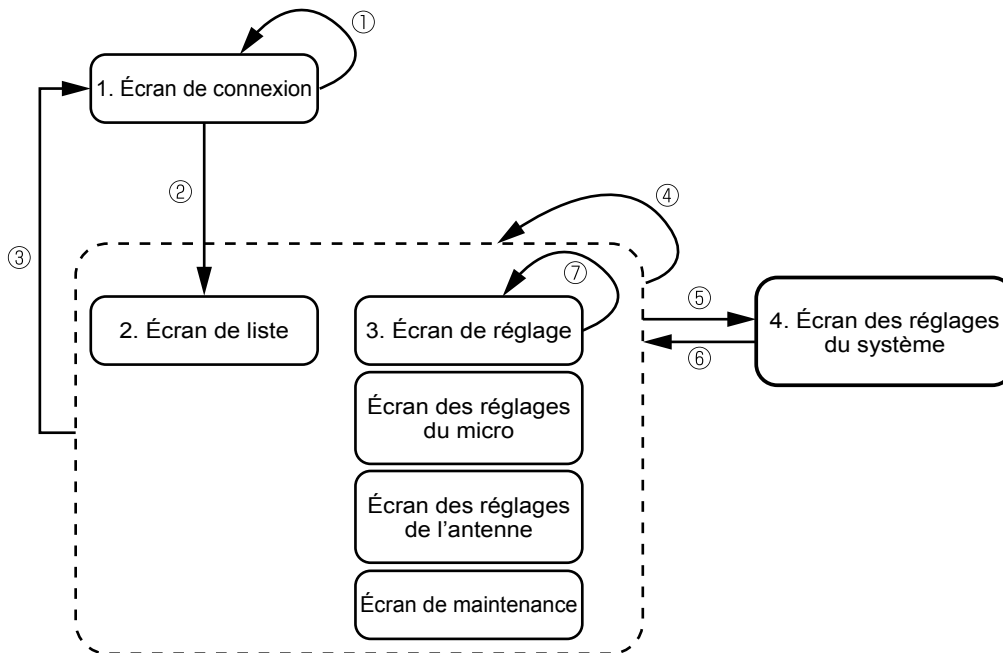 ①
1. Écran de connexion
②
③
④
⑦
⑤
2. Écran de liste
3. Écran de réglage
4. Écran des réglages
du système
⑥
Écran des réglages
du micro
Écran des réglages
de l’antenne
Écran de maintenance